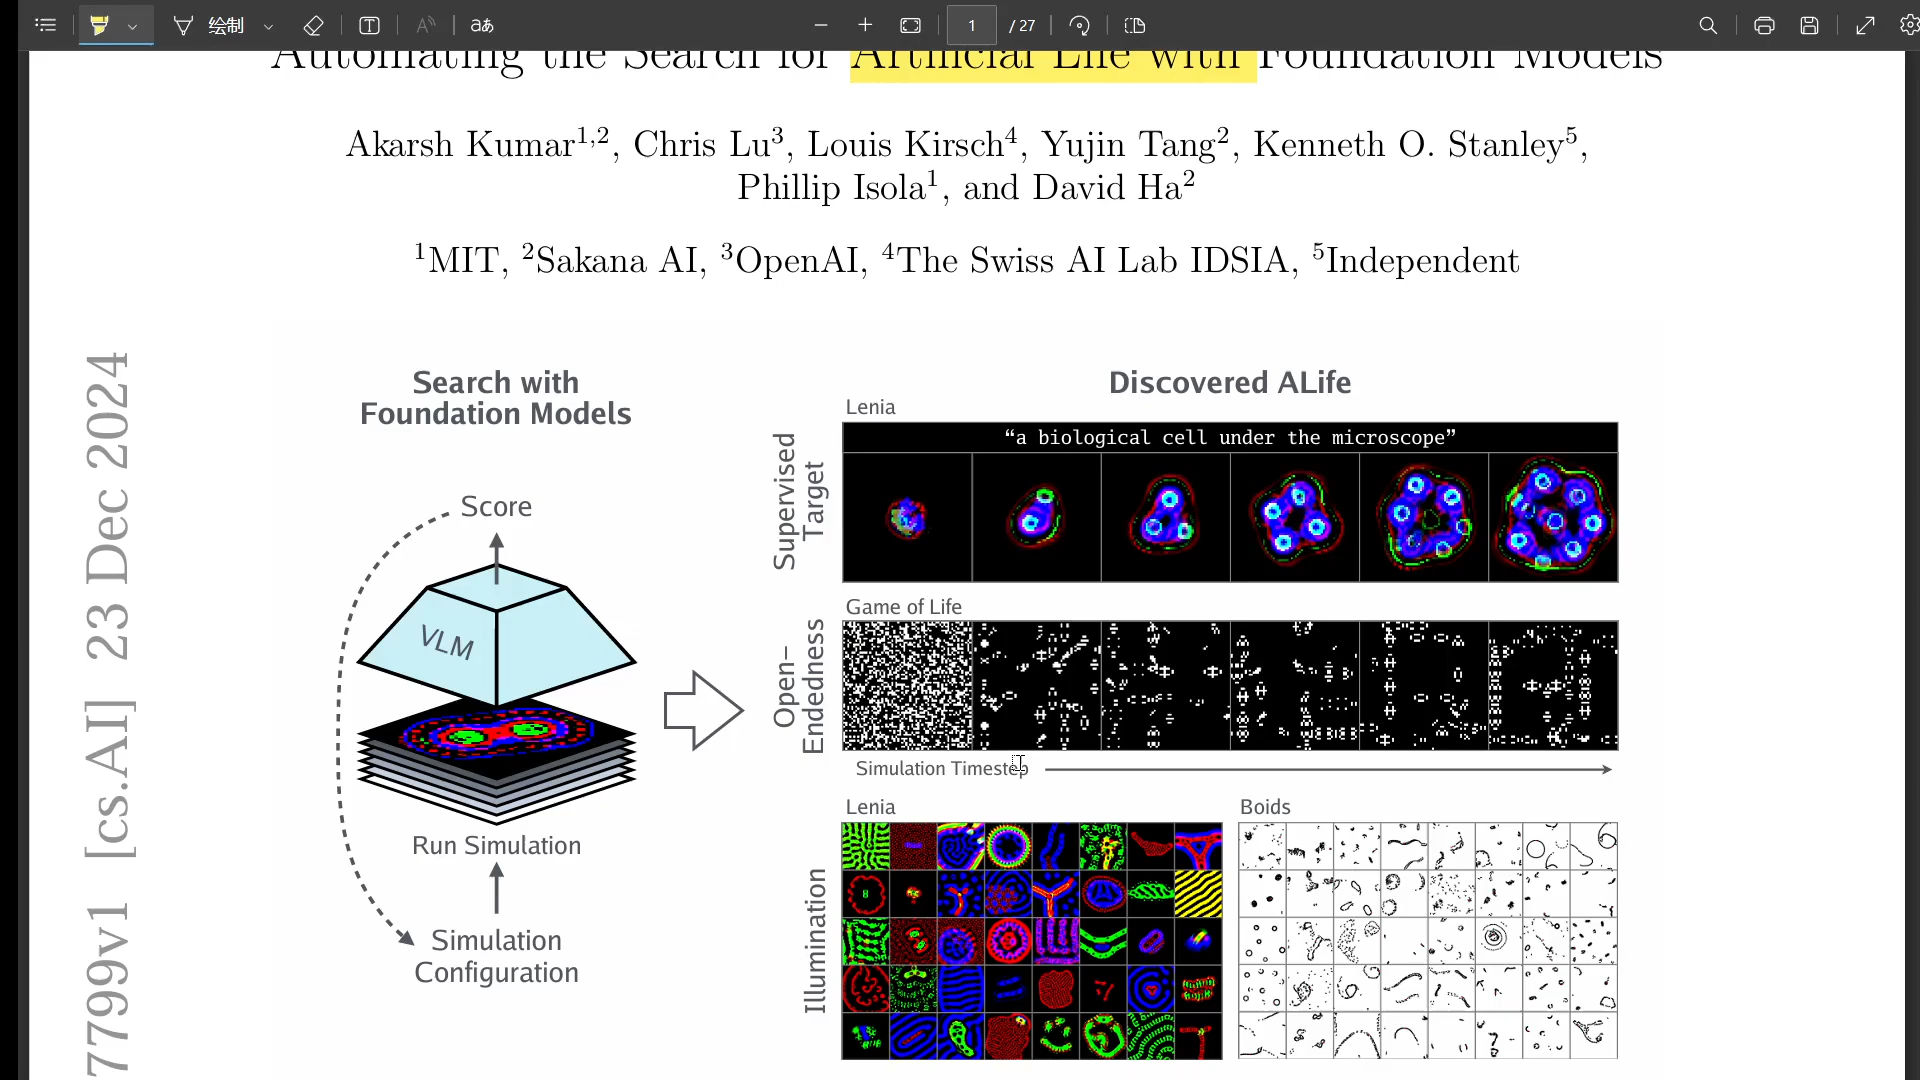 绘制
aあ
1
/ 27
Automating the Search for Artificial Life with Foundation Models
Akarsh Kumar1,2, Chris Lu3, Louis Kirsch4, Yujin Tang2, Kenneth O. Stanley5,
Phillip Isola1, and David Ha2
1MIT, 2Sakana AI, 3OpenAI, 4The Swiss AI Lab IDSIA, 5Independent
7799v1 [cs.AI] 23 Dec 2024
Search with
Foundation Models
Score
VLM
Run Simulation
Simulation
Configuration
Discovered ALife
Lenia
Supervised
Target
“a biological cell under the microscope”
Game of Life
Open-
Endedness
Simulation Timestep
Illumination
Lenia
Boids